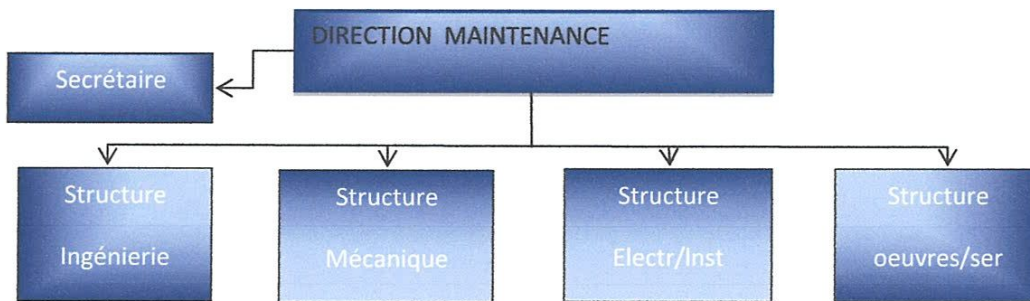 DIRECTION MAINTENANCE
Secrétaire
Structure
Ingénierie
Structure
Mécanique
Structure
Electr/Inst
Structure
oeuvres/ser